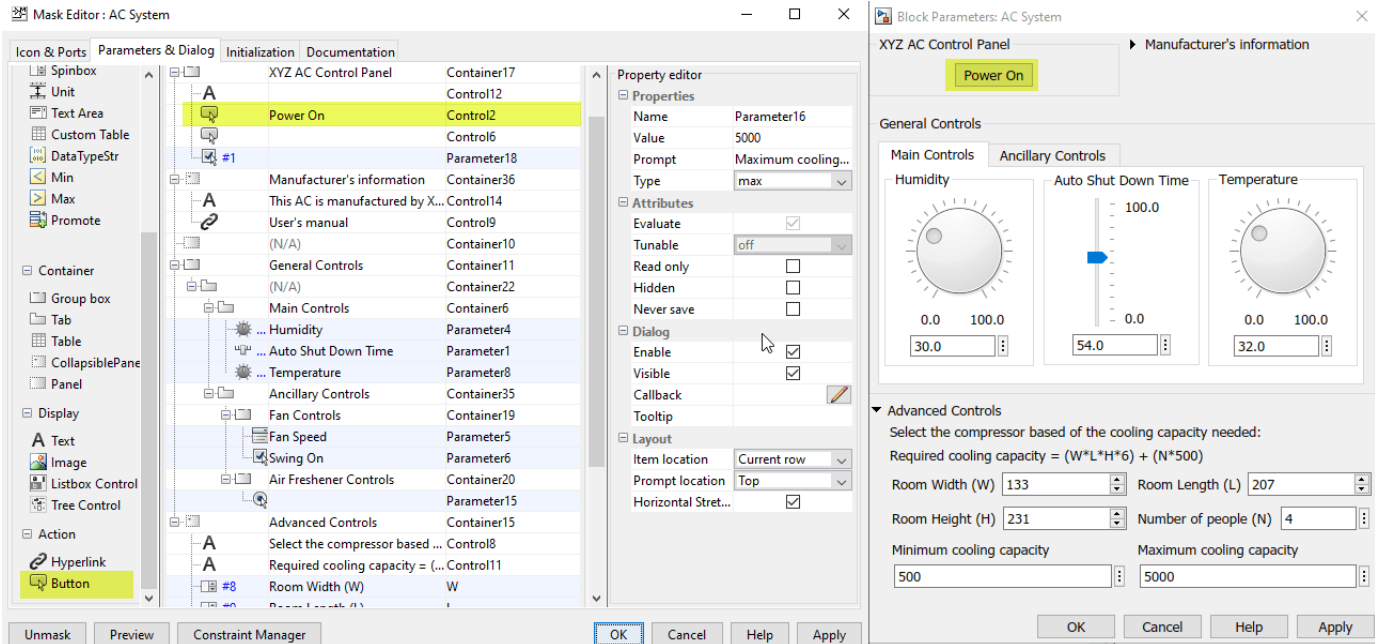 Mask Editor : AC System
Icon & Ports
Parameters & Dialog
Initialization
Documentation
Spinbox
Unit
Text Area
Custom Table
DataTypeStr
Min
Max
Promote
Container
Group box
Tab
Table
CollapsiblePane
Panel
Display
A Text
Image
Listbox Control
Tree Control
Action
Hyperlink
Button
XYZ AC Control Panel Container17
A Control12
Power On Control2
Control6
#1 Parameter18
Manufacturer's information Container36
A This AC is manufactured by X... Control14
User's manual Control9
(N/A) Container10
General Controls Container11
(N/A) Container22
Main Controls Container6
... Humidity Parameter4
... Auto Shut Down Time Parameter1
... Temperature Parameter8
Ancillary Controls Container35
Fan Controls Container19
Fan Speed Parameter5
Swing On Parameter6
Air Freshener Controls Container20
Parameter15
Advanced Controls Container15
A Select the compressor based ... Control8
A Required cooling capacity = (... Control11
#8 Room Width (W) W
Property editor
Properties
Name Parameter16
Value 5000
Prompt Maximum cooling...
Type max
Attributes
Evaluate
Tunable off
Read only
Hidden
Never save
Dialog
Enable
Visible
Callback
Tooltip
Layout
Item location Current row
Prompt location Top
Horizontal Stret...
Unmask
Preview
Constraint Manager
OK
Cancel
Help
Apply
Block Parameters: AC System
XYZ AC Control Panel
Manufacturer's information
Power On
General Controls
Main Controls
Ancillary Controls
Humidity
Auto Shut Down Time
Temperature
100.0
0.0
0.0 100.0
0.0 100.0
30.0
54.0
32.0
Advanced Controls
Select the compressor based of the cooling capacity needed:
Required cooling capacity = (W*L*H*6) + (N*500)
Room Width (W) 133
Room Length (L) 207
Room Height (H) 231
Number of people (N) 4
Minimum cooling capacity
Maximum cooling capacity
500
5000
OK
Cancel
Help
Apply